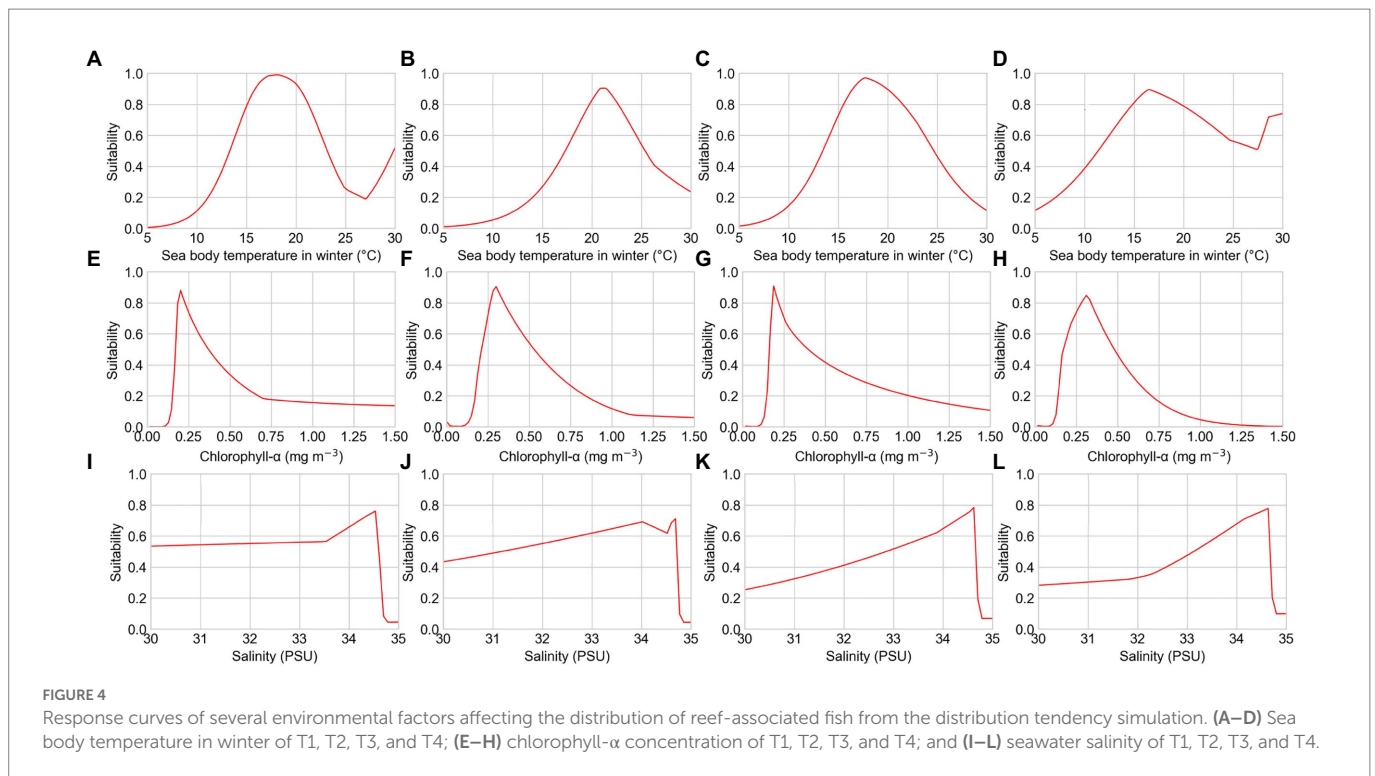 A
B
C
D
1.0
0.8
0.6
0.4
0.2
0.0
Suitability
5 10 15 20 25 30
Sea body temperature in winter (°C)
1.0
0.8
0.6
0.4
0.2
0.0
Suitability
5 10 15 20 25 30
Sea body temperature in winter (°C)
1.0
0.8
0.6
0.4
0.2
0.0
Suitability
5 10 15 20 25 30
Sea body temperature in winter (°C)
1.0
0.8
0.6
0.4
0.2
0.0
Suitability
5 10 15 20 25 30
Sea body temperature in winter (°C)
E
F
G
H
1.0
0.8
0.6
0.4
0.2
0.0
Suitability
0.00 0.25 0.50 0.75 1.00 1.25 1.50
Chlorophyll-α (mg m⁻³)
1.0
0.8
0.6
0.4
0.2
0.0
Suitability
0.00 0.25 0.50 0.75 1.00 1.25 1.50
Chlorophyll-α (mg m⁻³)
1.0
0.8
0.6
0.4
0.2
0.0
Suitability
0.00 0.25 0.50 0.75 1.00 1.25 1.50
Chlorophyll-α (mg m⁻³)
1.0
0.8
0.6
0.4
0.2
0.0
Suitability
0.00 0.25 0.50 0.75 1.00 1.25 1.50
Chlorophyll-α (mg m⁻³)
I
J
K
L
1.0
0.8
0.6
0.4
0.2
0.0
Suitability
30 31 32 33 34 35
Salinity (PSU)
1.0
0.8
0.6
0.4
0.2
0.0
Suitability
30 31 32 33 34 35
Salinity (PSU)
1.0
0.8
0.6
0.4
0.2
0.0
Suitability
30 31 32 33 34 35
Salinity (PSU)
1.0
0.8
0.6
0.4
0.2
0.0
Suitability
30 31 32 33 34 35
Salinity (PSU)
FIGURE 4
Response curves of several environmental factors affecting the distribution of reef-associated fish from the distribution tendency simulation. (A–D) Sea
body temperature in winter of T1, T2, T3, and T4; (E–H) chlorophyll-α concentration of T1, T2, T3, and T4; and (I–L) seawater salinity of T1, T2, T3, and T4.